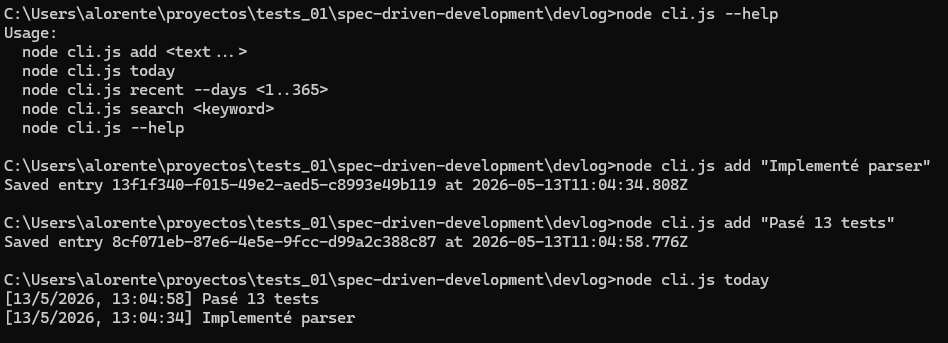 C:\Users\alorente\proyectos\tests_01\spec-driven-development\devlog>node cli.js --help
Usage:
  node cli.js add <text...>
  node cli.js today
  node cli.js recent --days <1..365>
  node cli.js search <keyword>
  node cli.js --help

C:\Users\alorente\proyectos\tests_01\spec-driven-development\devlog>node cli.js add "Implementé parser"
Saved entry 13f1f340-f015-49e2-aed5-c8993e49b119 at 2026-05-13T11:04:34.808Z

C:\Users\alorente\proyectos\tests_01\spec-driven-development\devlog>node cli.js add "Pasé 13 tests"
Saved entry 8cf071eb-87e6-4e5e-9fcc-d99a2c388c87 at 2026-05-13T11:04:58.776Z

C:\Users\alorente\proyectos\tests_01\spec-driven-development\devlog>node cli.js today
[13/5/2026, 13:04:58] Pasé 13 tests
[13/5/2026, 13:04:34] Implementé parser